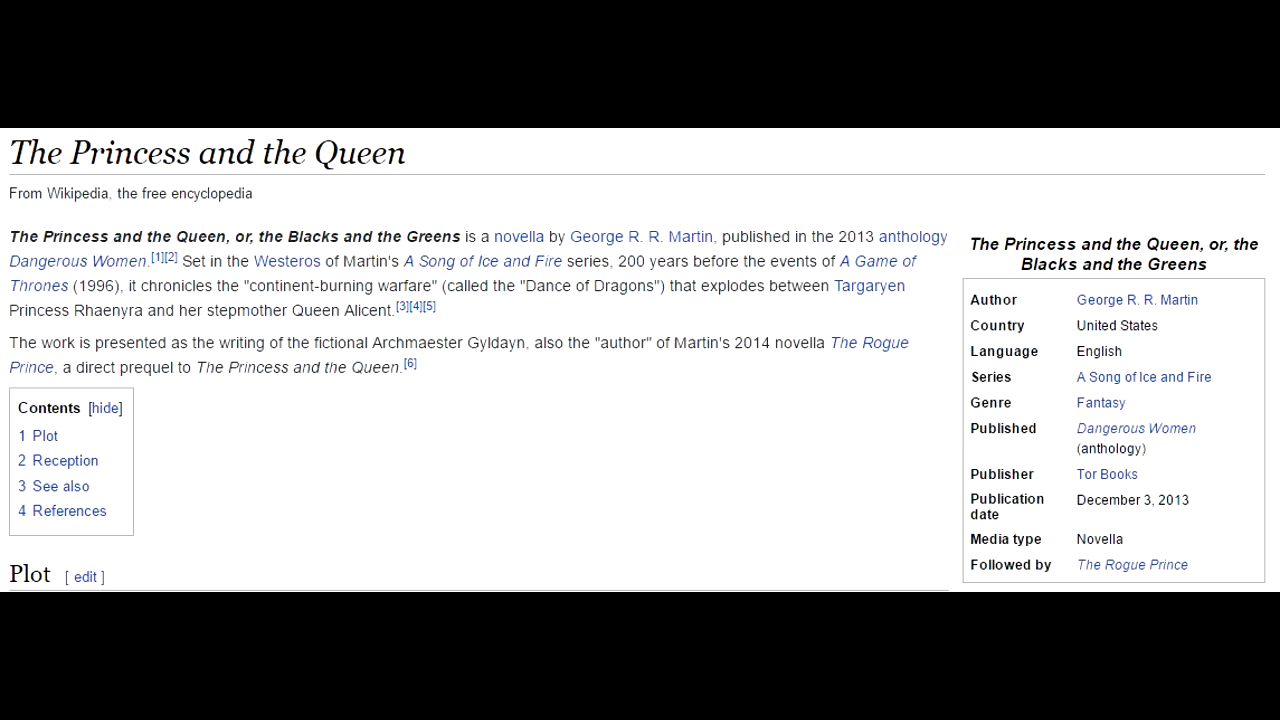 The Princess and the Queen
From Wikipedia, the free encyclopedia
The Princess and the Queen, or, the Blacks and the Greens is a novella by George R. R. Martin, published in the 2013 anthology
Dangerous Women.[1][2] Set in the Westeros of Martin's A Song of Ice and Fire series, 200 years before the events of A Game of
Thrones (1996), it chronicles the "continent-burning warfare" (called the "Dance of Dragons") that explodes between Targaryen
Princess Rhaenyra and her stepmother Queen Alicent.[3][4][5]
The work is presented as the writing of the fictional Archmaester Gyldayn, also the "author" of Martin's 2014 novella The Rogue
Prince, a direct prequel to The Princess and the Queen.[6]
Contents [hide]
1 Plot
2 Reception
3 See also
4 References
Plot [ edit ]
The Princess and the Queen, or, the
Blacks and the Greens
Author George R. R. Martin
Country United States
Language English
Series A Song of Ice and Fire
Genre Fantasy
Published Dangerous Women
(anthology)
Publisher Tor Books
Publication
date December 3, 2013
Media type Novella
Followed by The Rogue Prince